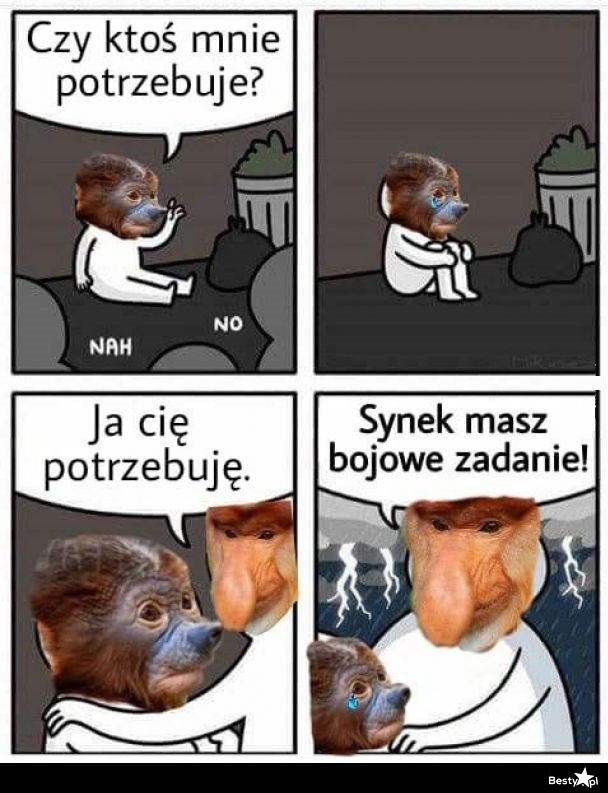 Czy ktoś mnie
potrzebuje?
NO
NAH
Ja cię
potrzebuję.
Synek masz
bojowe zadanie!
Besty.pl